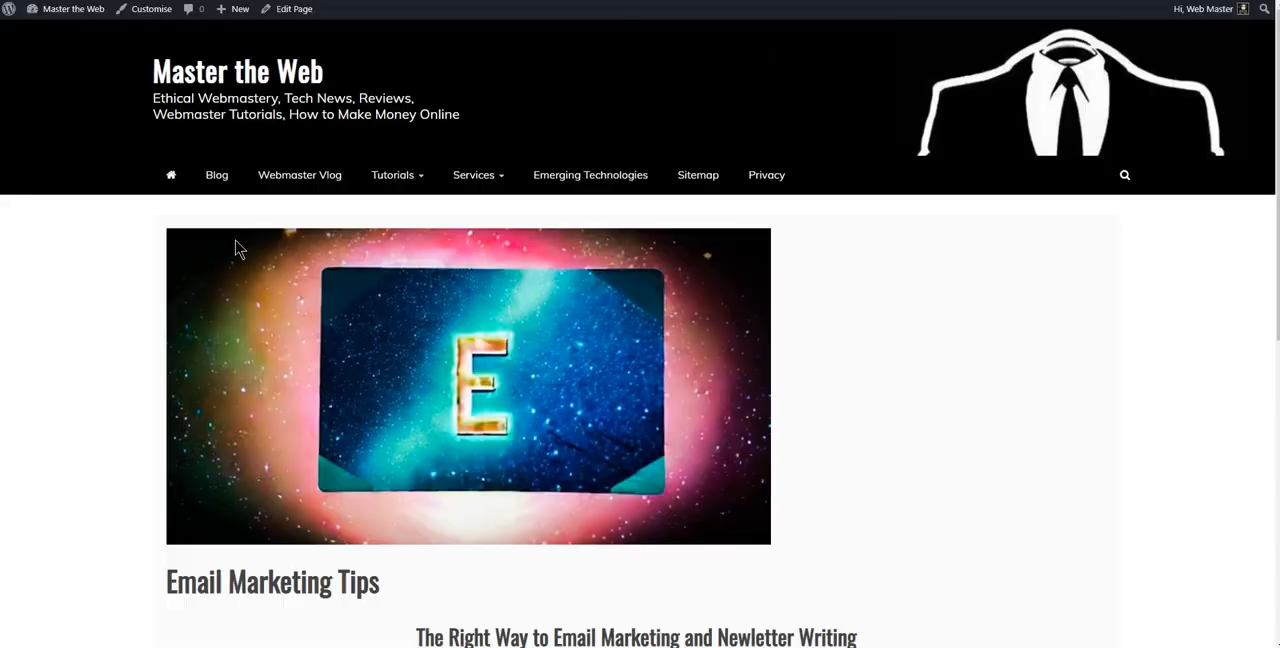 Master the Web Customise 0 New Edit Page Hi, Web Master
Master the Web
Ethical Webmastery, Tech News, Reviews,
Webmaster Tutorials, How to Make Money Online
Blog Webmaster Vlog Tutorials Services Emerging Technologies Sitemap Privacy
E
Email Marketing Tips
The Right Way to Email Marketing and Newletter Writing